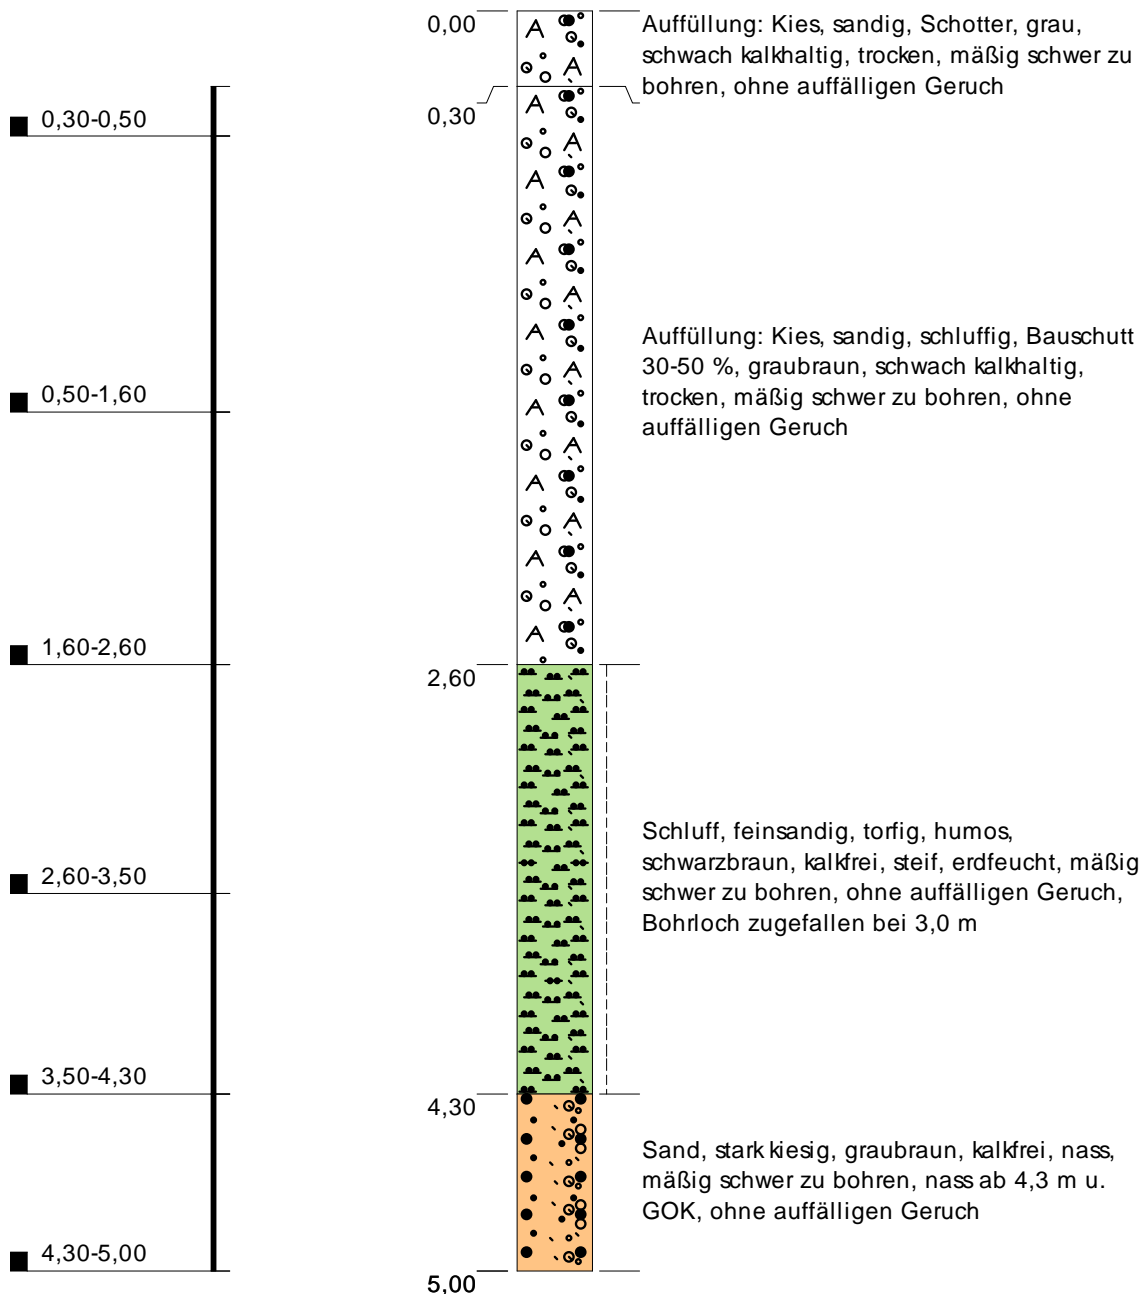 0,00
Auffüllung: Kies, sandig, Schotter, grau,
schwach kalkhaltig, trocken, mäßig schwer zu
bohren, ohne auffälligen Geruch
0,30
0,30-0,50
Auffüllung: Kies, sandig, schluffig, Bauschutt
30-50 %, graubraun, schwach kalkhaltig,
trocken, mäßig schwer zu bohren, ohne
auffälligen Geruch
0,50-1,60
1,60-2,60
2,60
Schluff, feinsandig, torfig, humos,
schwarzbraun, kalkfrei, steif, erdfeucht, mäßig
schwer zu bohren, ohne auffälligen Geruch,
Bohrloch zugefallen bei 3,0 m
2,60-3,50
3,50-4,30
4,30
Sand, stark kiesig, graubraun, kalkfrei, nass,
mäßig schwer zu bohren, nass ab 4,3 m u.
GOK, ohne auffälligen Geruch
4,30-5,00
5,00